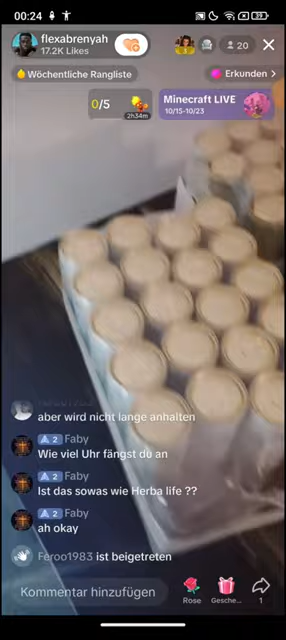 00:24
39
flexabrenyah
17.2K Likes
20
Wöchentliche Rangliste
Erkunden >
0/5
2h34m
Minecraft LIVE
10/15-10/23
aber wird nicht lange anhalten
2 Faby
Wie viel Uhr fängst du an
2 Faby
Ist das sowas wie Herba life ??
2 Faby
ah okay
Feroo1983 ist beigetreten
Kommentar hinzufügen
Rose
Gesche...
1